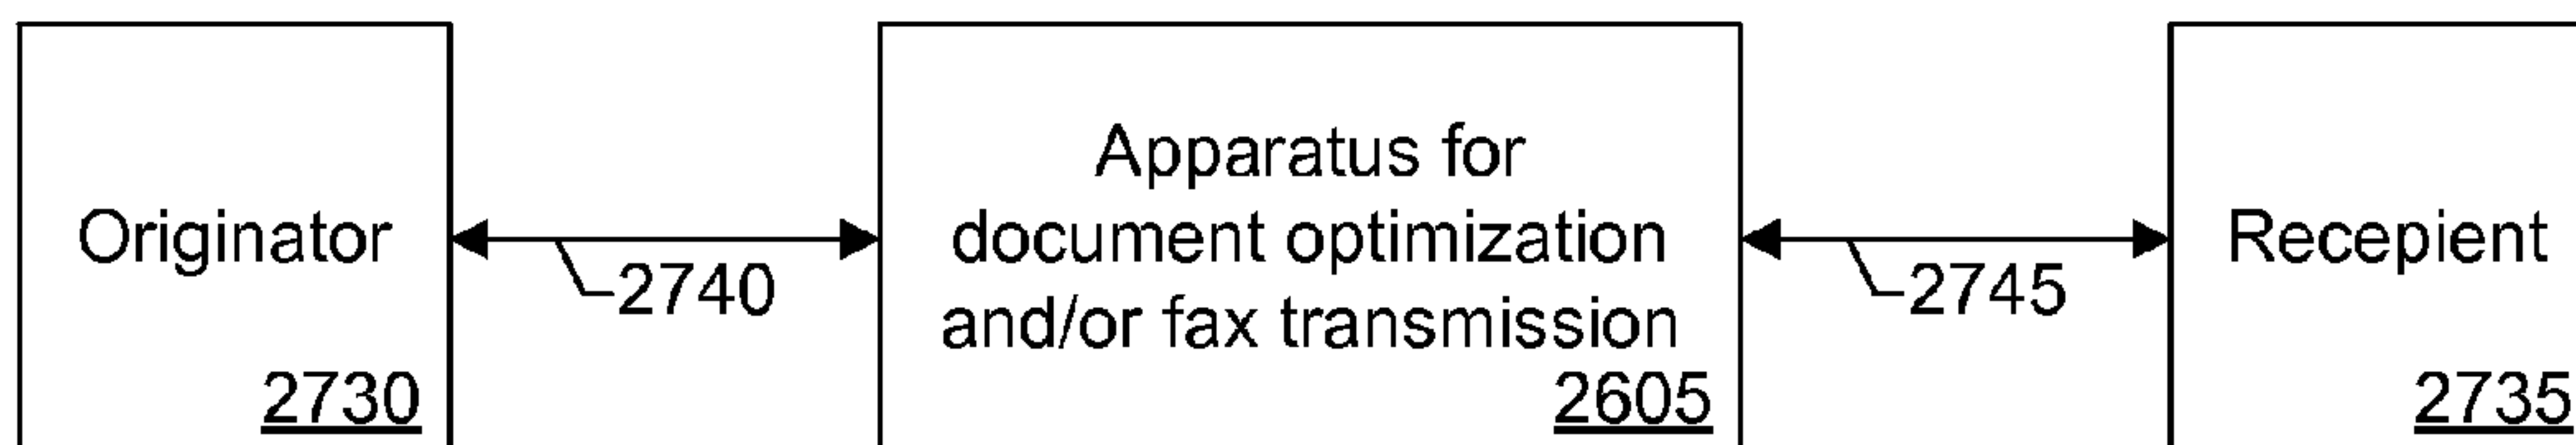 Originator
2730
2740
Apparatus for
document optimization
and/or fax transmission
2605
2745
Recepient
2735